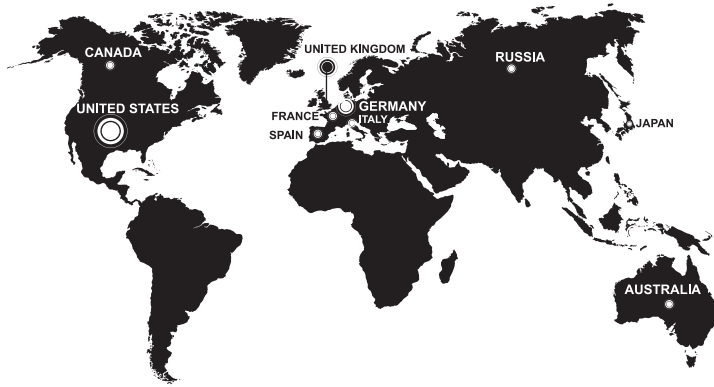 CANADA
UNITED KINGDOM
RUSSIA
UNITED STATES
GERMANY
FRANCE
ITALY
JAPAN
SPAIN
AUSTRALIA